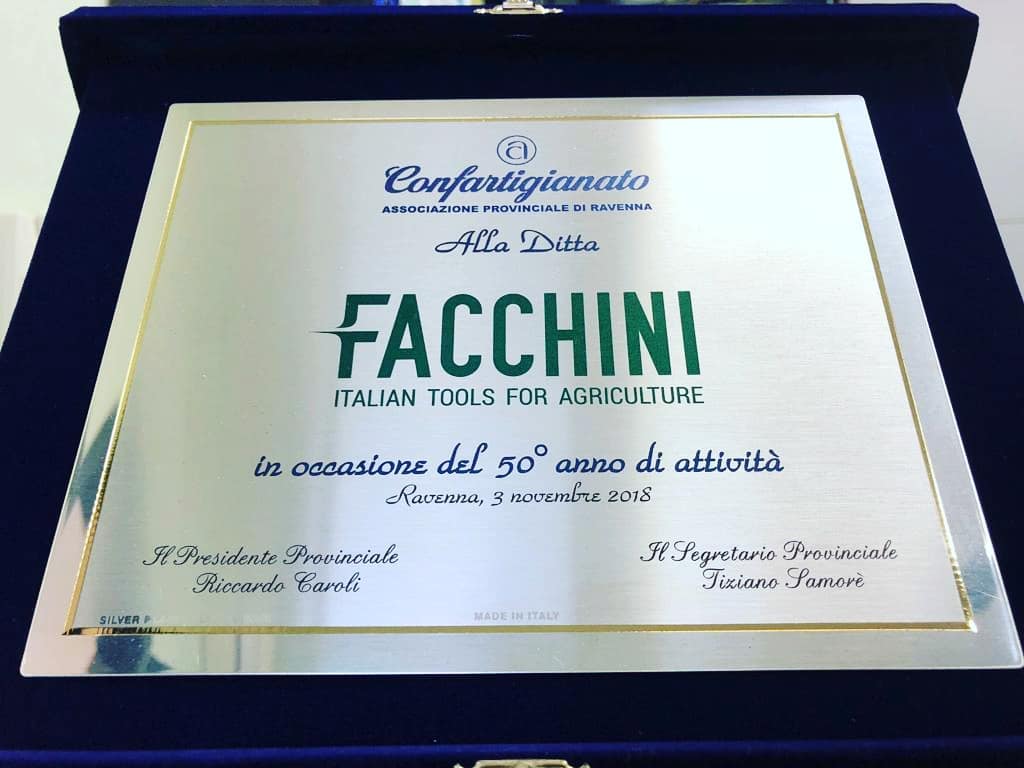 a
Confartigianato
ASSOCIAZIONE PROVINCIALE DI RAVENNA
Alla Ditta
FACCHINI
ITALIAN TOOLS FOR AGRICULTURE
in occasione del 50° anno di attività
Ravenna, 3 novembre 2018
Il Presidente Provinciale
Riccardo Caroli
Il Segretario Provinciale
Tiziano Samorè
SILVER P
MADE IN ITALY